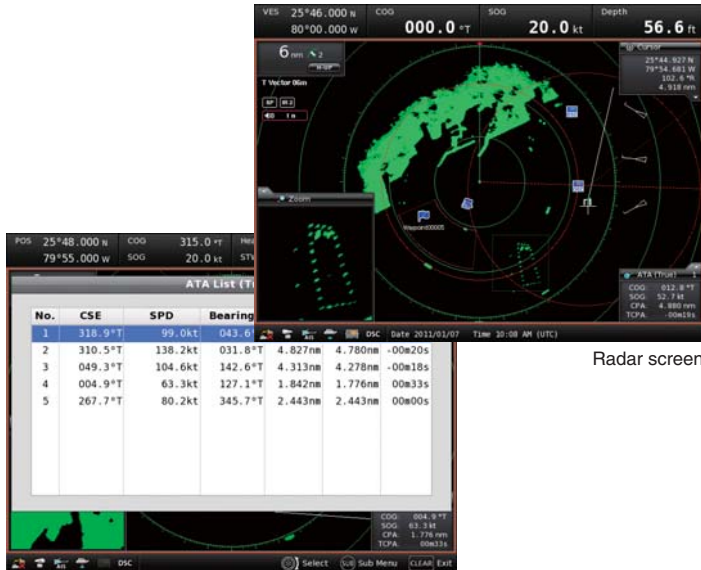 VES 25°46.000 N COG SOG Depth
80°00.000 W 000.0 °T 20.0 kt 56.6 ft
6 nm 2
H-UP
T Vector 06m
Cursor
25°44.927 N
79°54.681 W
102.6 °R
4.918 nm
Zoom
Waypoint00005
ATA (True) 1
COG: 012.8 °T
SOG: 52.7 kt
CPA: 4.880 nm
TCPA: -00m19s
AIS DSC Date 2011/01/07 Time 10:08 AM (UTC)
Radar screen
POS 25°48.000 N COG 315.0 °T
79°55.000 W SOG 20.0 kt
ATA List
No. CSE SPD Bearing
1 318.9°T 99.0kt
2 310.5°T 138.2kt 031.8°T 4.827nm 4.780nm -00m20s
3 049.3°T 104.6kt 142.6°T 4.313nm 4.278nm -00m18s
4 004.9°T 63.3kt 127.1°T 1.842nm 1.776nm 00m33s
5 267.7°T 80.2kt 345.7°T 2.443nm 2.443nm 00m00s
COG: 004.9 °T
SOG: 63.3 kt
CPA: 1.776 nm
TCPA: 00m33s
AIS DSC Select SUB Sub Menu CLEAR Exit